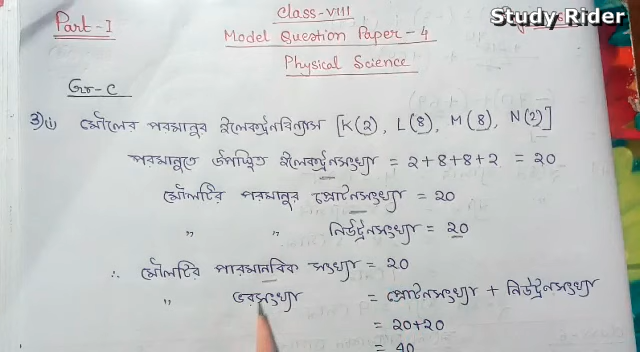 Study Rider
Part-I
Class-VIII
Model Question Paper-4
Physical Science
Gr-C
3)(i) মৌলের পরমানুর ইলেকট্রনবিন্যাস [K(2), L(8), M(8), N(2)]
পরমানুতে উপস্থিত ইলেকট্রনসংখ্যা = 2+8+8+2 = 20
মৌলটির পরমানুর প্রোটনসংখ্যা = 20
" " নিউট্রনসংখ্যা = 20
∴ মৌলটির পারমানবিক সংখ্যা = 20
" ভরসংখ্যা = প্রোটনসংখ্যা + নিউট্রনসংখ্যা
= 20+20
= 40